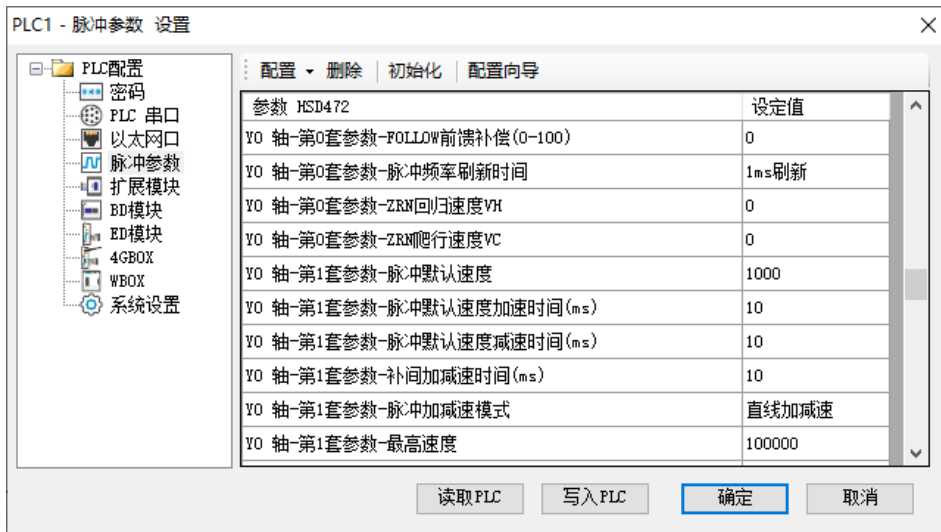 PLC1 - 脉冲参数 设置
PLC配置
密码
PLC 串口
以太网口
脉冲参数
扩展模块
BD模块
ED模块
4GBOX
WBOX
系统设置
配置 删除 初始化 配置向导
参数 HSD472 设定值
Y0 轴-第0套参数-FOLLOW前馈补偿(0-100) 0
Y0 轴-第0套参数-脉冲频率刷新时间 1ms刷新
Y0 轴-第0套参数-ZRN回归速度VH 0
Y0 轴-第0套参数-ZRN爬行速度VC 0
Y0 轴-第1套参数-脉冲默认速度 1000
Y0 轴-第1套参数-脉冲默认速度加速时间(ms) 10
Y0 轴-第1套参数-脉冲默认速度减速时间(ms) 10
Y0 轴-第1套参数-补间加减速时间(ms) 10
Y0 轴-第1套参数-脉冲加减速模式 直线加减速
Y0 轴-第1套参数-最高速度 100000
读取PLC 写入PLC 确定 取消